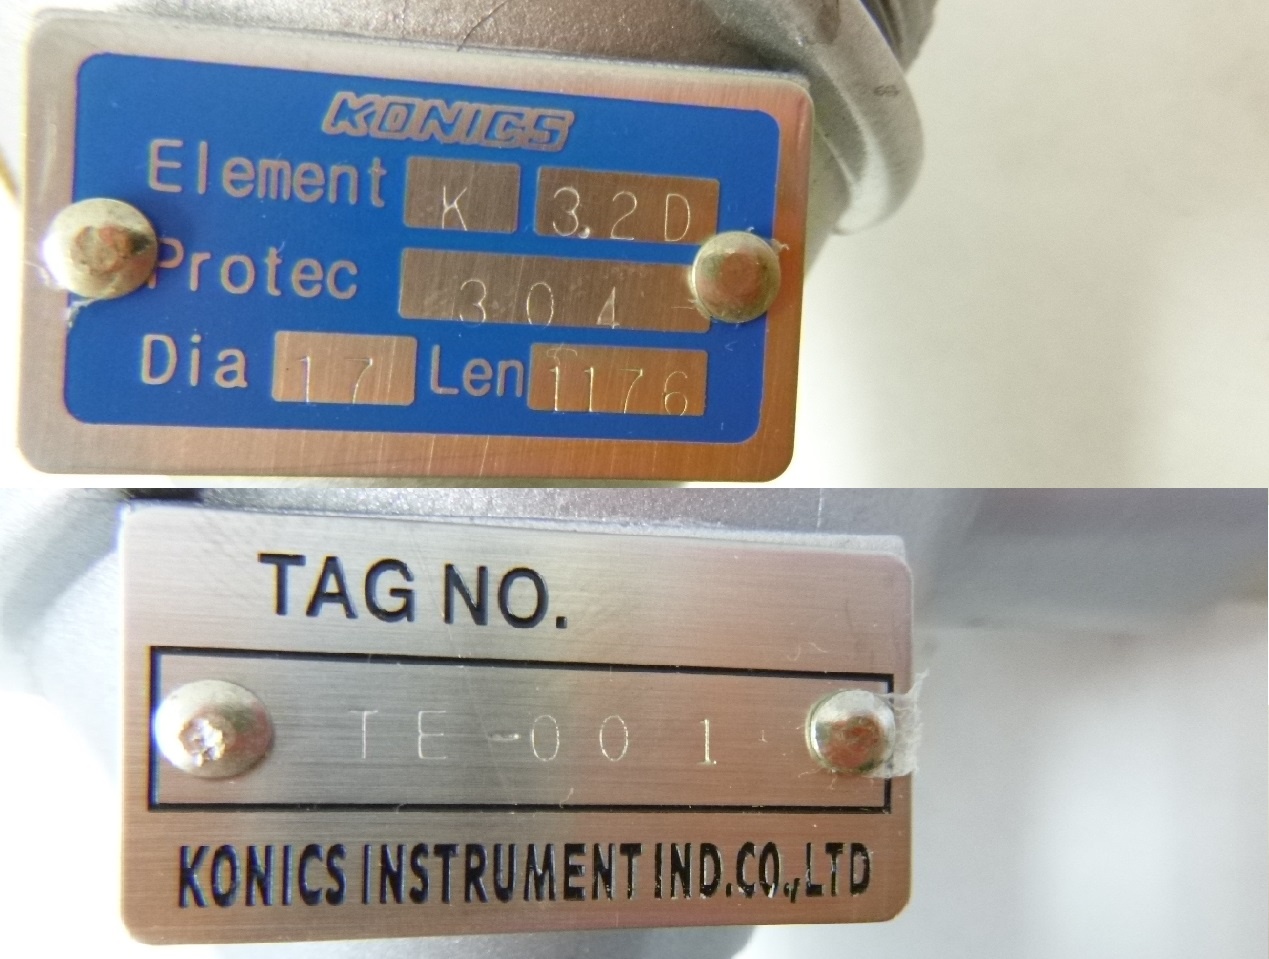 KONICS
Element K 3.2D
Protec 304
Dia 17 Len 1176
TAG NO.
TE-001
KONICS INSTRUMENT IND.CO.,LTD